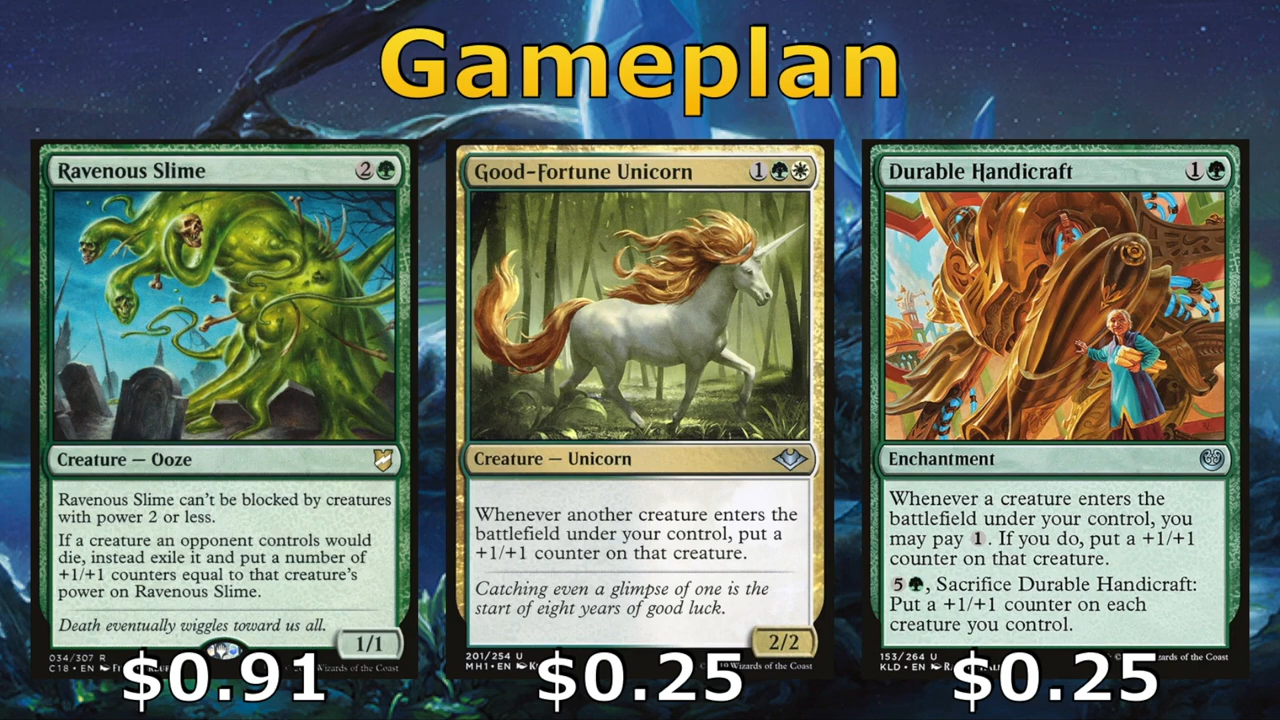 Gameplan
Ravenous Slime
2
Creature — Ooze
Ravenous Slime can't be blocked by creatures
with power 2 or less.
If a creature an opponent controls would
die, instead exile it and put a number of
+1/+1 counters equal to that creature's
power on Ravenous Slime.
Death eventually wiggles toward us all.
1/1
034/307 R
C18 • EN
Wizards of the Coast
$0.91
Good-Fortune Unicorn
1
Creature — Unicorn
Whenever another creature enters the
battlefield under your control, put a
+1/+1 counter on that creature.
Catching even a glimpse of one is the
start of eight years of good luck.
2/2
201/254 U
MH1 • EN
Wizards of the Coast
$0.25
Durable Handicraft
1
Enchantment
Whenever a creature enters the
battlefield under your control, you
may pay 1. If you do, put a +1/+1
counter on that creature.
5, Sacrifice Durable Handicraft:
Put a +1/+1 counter on each
creature you control.
153/264 U
KLD • EN
Wizards of the Coast
$0.25